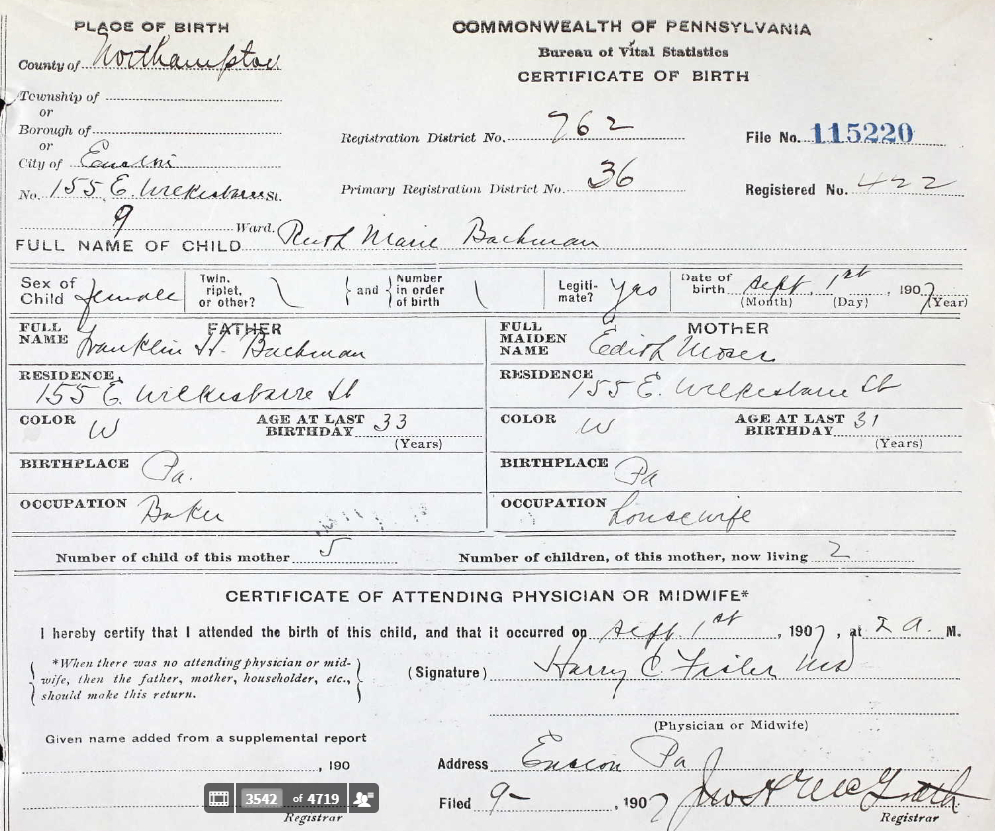 PLACE OF BIRTH
COMMONWEALTH OF PENNSYLVANIA
County of Northampton
Bureau of Vital Statistics
CERTIFICATE OF BIRTH
Township of
or
Borough of
or
City of Easton
Registration District No. 762
File No. 115220
No. 155 E. Wilkesbarre St.
Primary Registration District No. 36
Registered No. 422
9 Ward.
FULL NAME OF CHILD Ruth Marie Bachman
Sex of Child female
Twin, triplet, or other?
and
Number in order of birth
Legitimate? Yes
Date of birth Sept. 1st, 1907
(Month) (Day) (Year)
FATHER
FULL NAME Franklin H. Bachman
RESIDENCE 155 E. Wilkesbarre St
COLOR W
AGE AT LAST BIRTHDAY 33
(Years)
BIRTHPLACE Pa.
OCCUPATION Baker
MOTHER
FULL MAIDEN NAME Edith Moser
RESIDENCE 155 E. Wilkesbarre St
COLOR W
AGE AT LAST BIRTHDAY 31
(Years)
BIRTHPLACE Pa
OCCUPATION housewife
Number of child of this mother 5
Number of children, of this mother, now living 2
CERTIFICATE OF ATTENDING PHYSICIAN OR MIDWIFE*
I hereby certify that I attended the birth of this child, and that it occurred on Sept. 1st, 1907, at 2 a. M.
*When there was no attending physician or mid-
wife, then the father, mother, householder, etc.,
should make this return.
(Signature) Harry C. Fisler MD
(Physician or Midwife)
Given name added from a supplemental report
, 190
Address Easton Pa
Filed 9- , 1907 Jno H McGrath
3542 of 4719
Registrar
Registrar